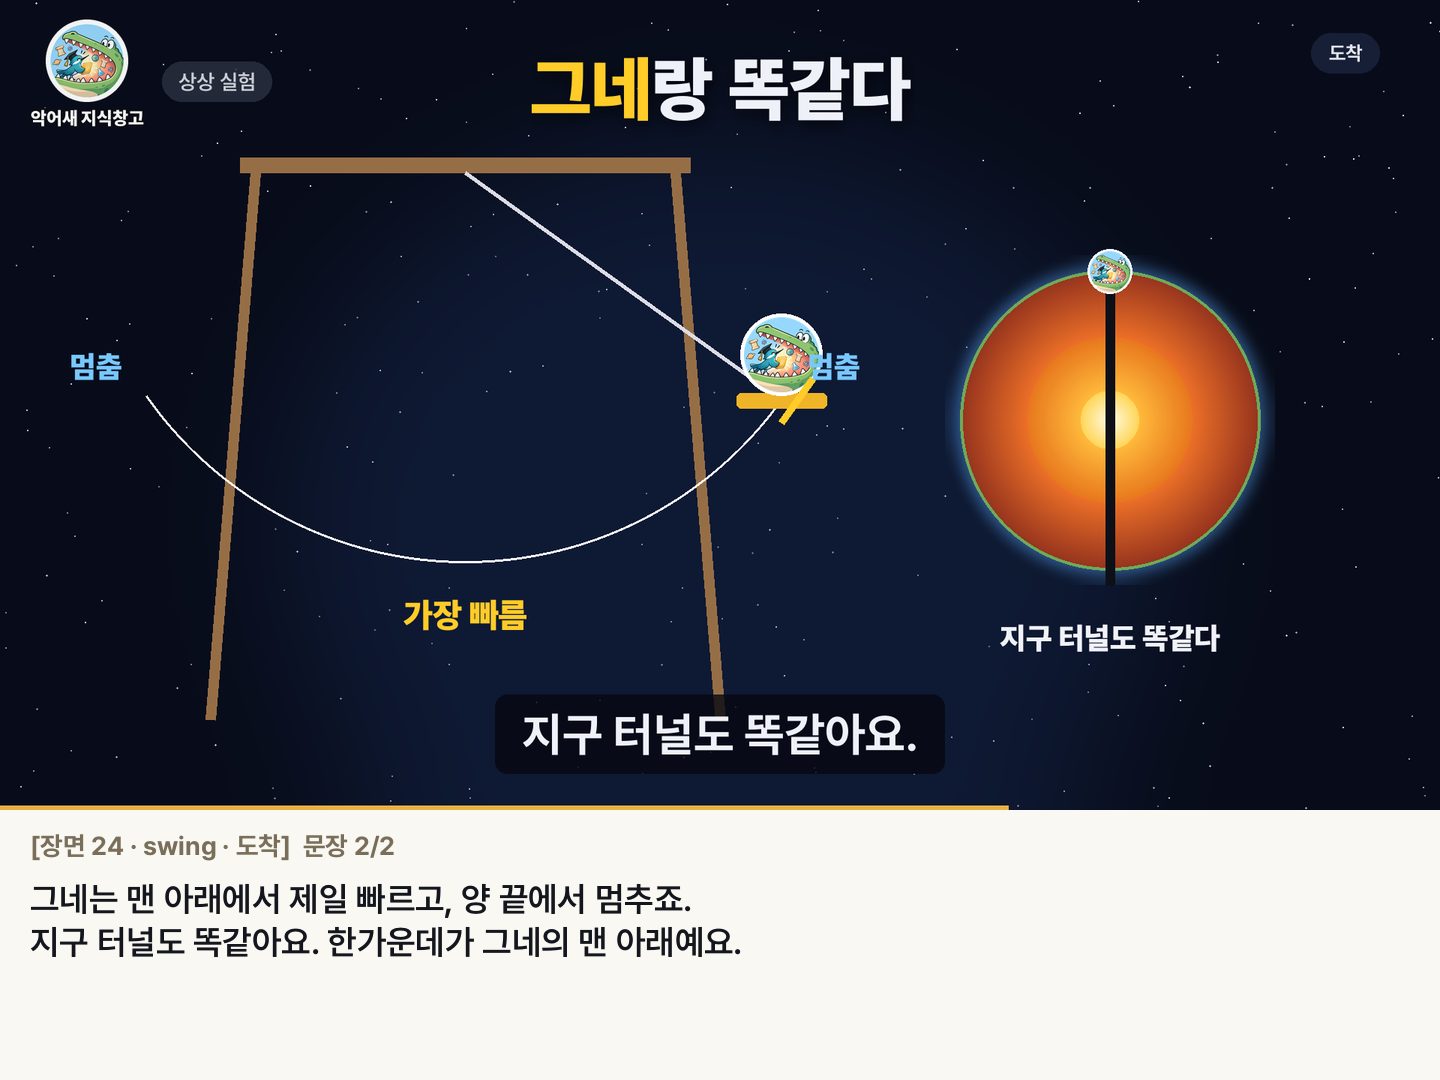 악어새 지식창고
상상 실험
그네랑 똑같다
도착
멈춤
멈춤
가장 빠름
지구 터널도 똑같다
지구 터널도 똑같아요.
[장면 24 · swing · 도착] 문장 2/2
그네는 맨 아래에서 제일 빠르고, 양 끝에서 멈추죠.
지구 터널도 똑같아요. 한가운데가 그네의 맨 아래예요.